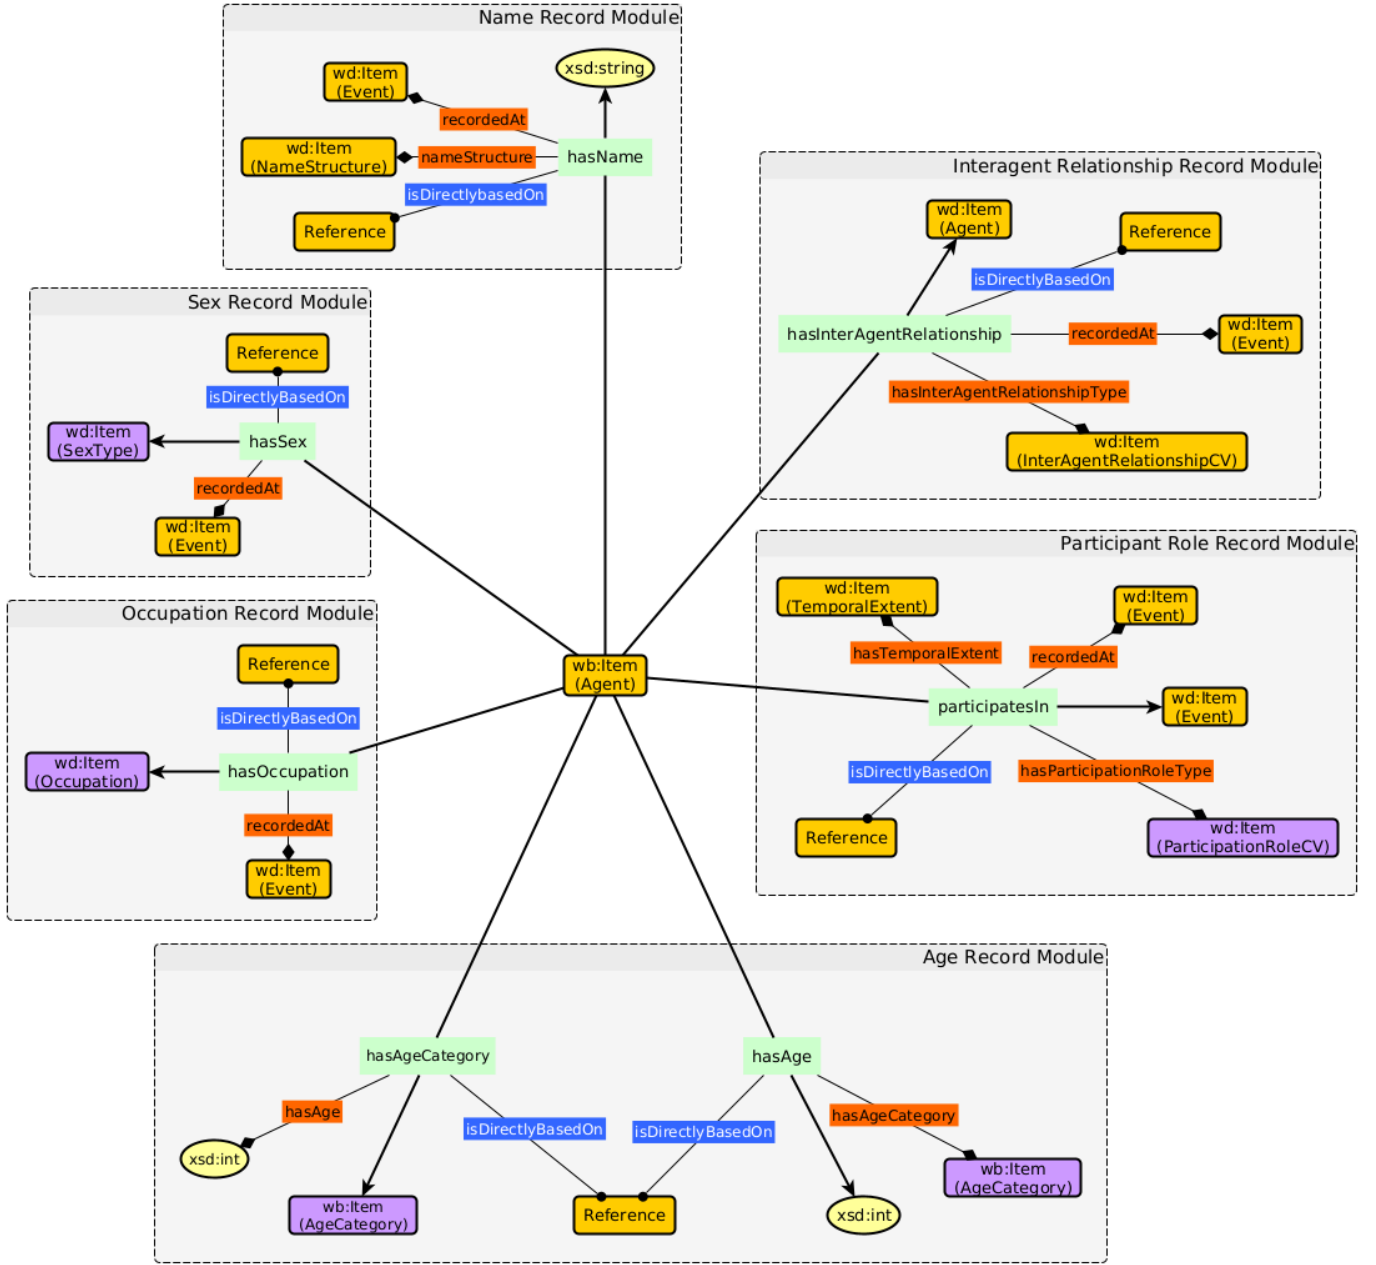 Name Record Module
xsd:string
wd:Item
(Event)
recordedAt
wd:Item
(NameStructure)
nameStructure
hasName
isDirectlybasedOn
Reference
Interagent Relationship Record Module
wd:Item
(Agent)
Reference
isDirectlyBasedOn
hasInterAgentRelationship
recordedAt
wd:Item
(Event)
hasInterAgentRelationshipType
wd:Item
(InterAgentRelationshipCV)
Sex Record Module
Reference
isDirectlyBasedOn
wd:Item
(SexType)
hasSex
recordedAt
wd:Item
(Event)
Participant Role Record Module
wd:Item
(TemporalExtent)
wd:Item
(Event)
hasTemporalExtent
recordedAt
participatesIn
wd:Item
(Event)
isDirectlyBasedOn
hasParticipationRoleType
Reference
wd:Item
(ParticipationRoleCV)
Occupation Record Module
Reference
isDirectlyBasedOn
wd:Item
(Occupation)
hasOccupation
recordedAt
wd:Item
(Event)
wb:Item
(Agent)
Age Record Module
hasAgeCategory
hasAge
hasAge
xsd:int
isDirectlyBasedOn
isDirectlyBasedOn
hasAgeCategory
wb:Item
(AgeCategory)
Reference
xsd:int
wb:Item
(AgeCategory)